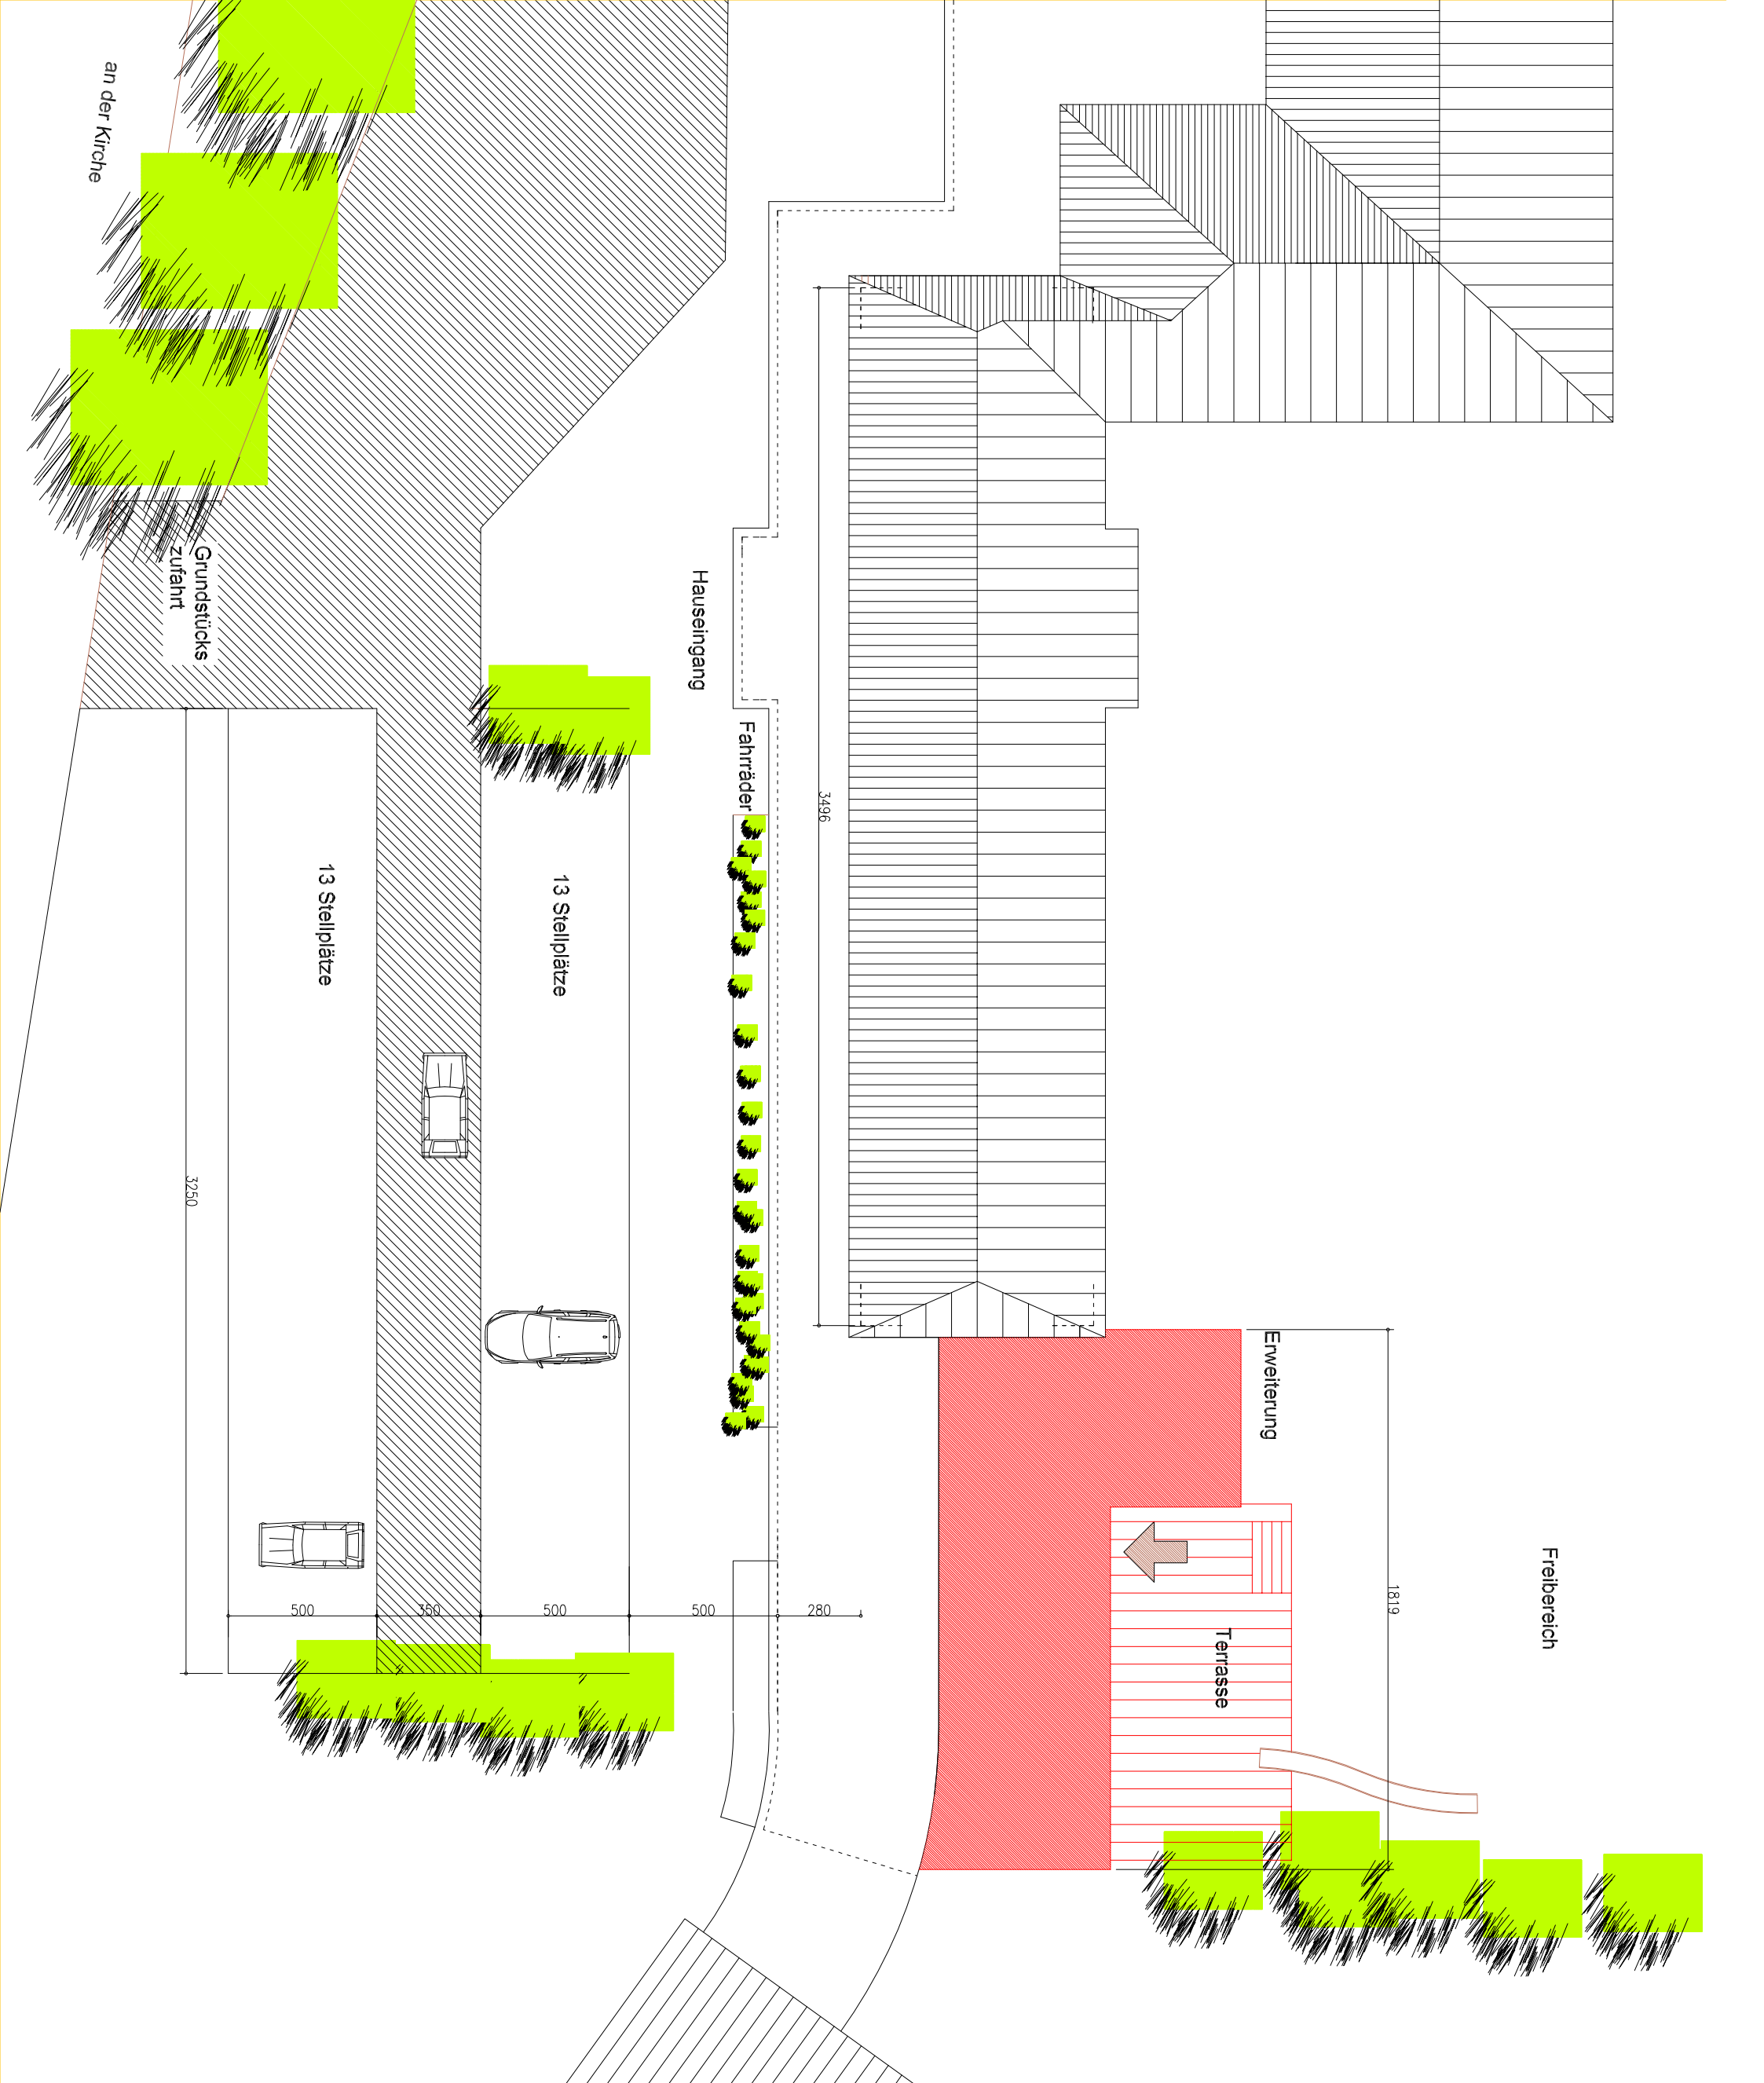 an der Kirche
Grundstücks
zufahrt
Hauseingang
Fahrräder
13 Stellplätze
13 Stellplätze
3496
3250
Erweiterung
Freibereich
Terrasse
1819
500
350
500
500
280